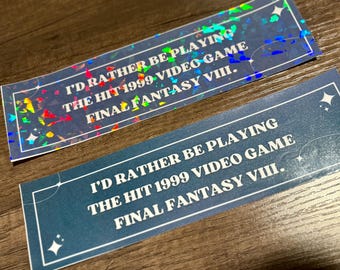 I'D RATHER BE PLAYING
THE HIT 1999 VIDEO GAME
FINAL FANTASY VIII.
I'D RATHER BE PLAYING
THE HIT 1999 VIDEO GAME
FINAL FANTASY VIII.